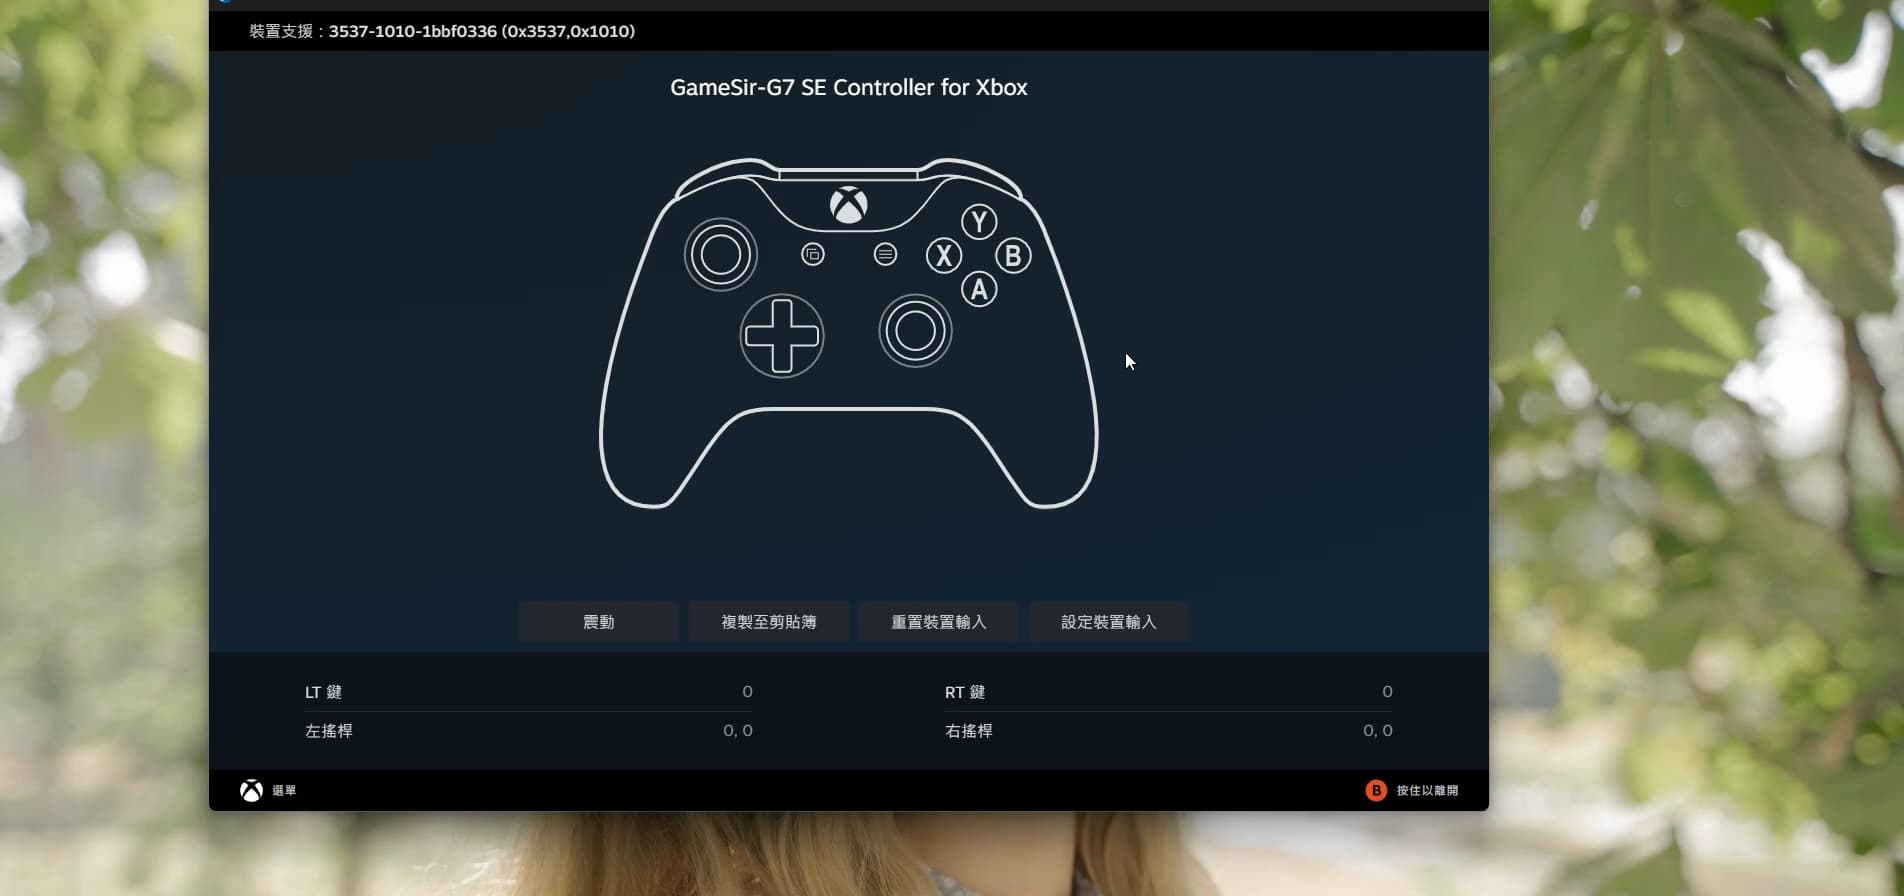 裝置支援：3537-1010-1bbf0336 (0x3537,0x1010)
GameSir-G7 SE Controller for Xbox
Y
X B
A
震動 複製至剪貼簿 重置裝置輸入 設定裝置輸入
LT 鍵 0 RT 鍵 0
左搖桿 0, 0 右搖桿 0, 0
選單 B 按住以離開